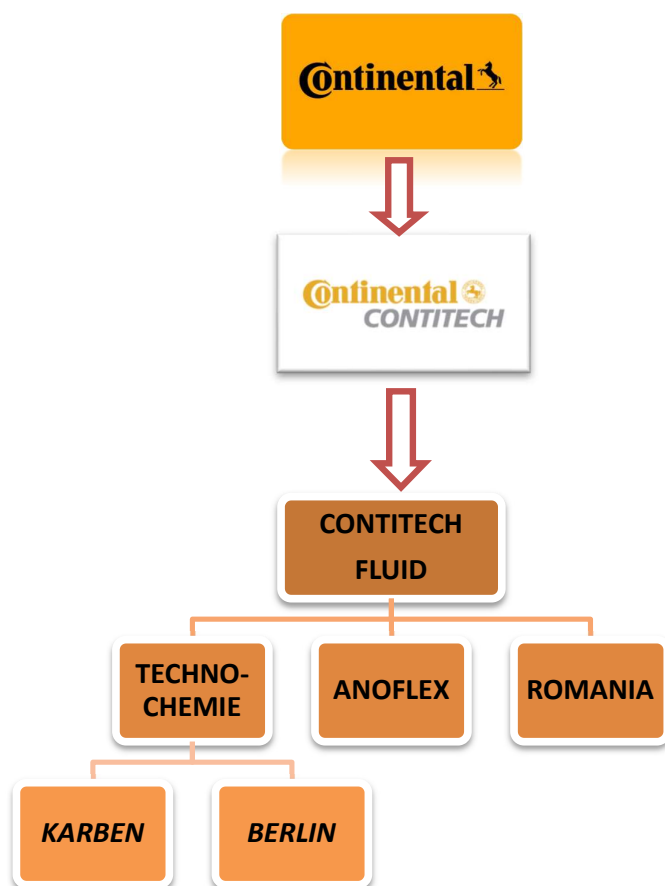 Continental
Continental
CONTITECH
CONTITECH
FLUID
TECHNO-
CHEMIE
ANOFLEX
ROMANIA
KARBEN
BERLIN